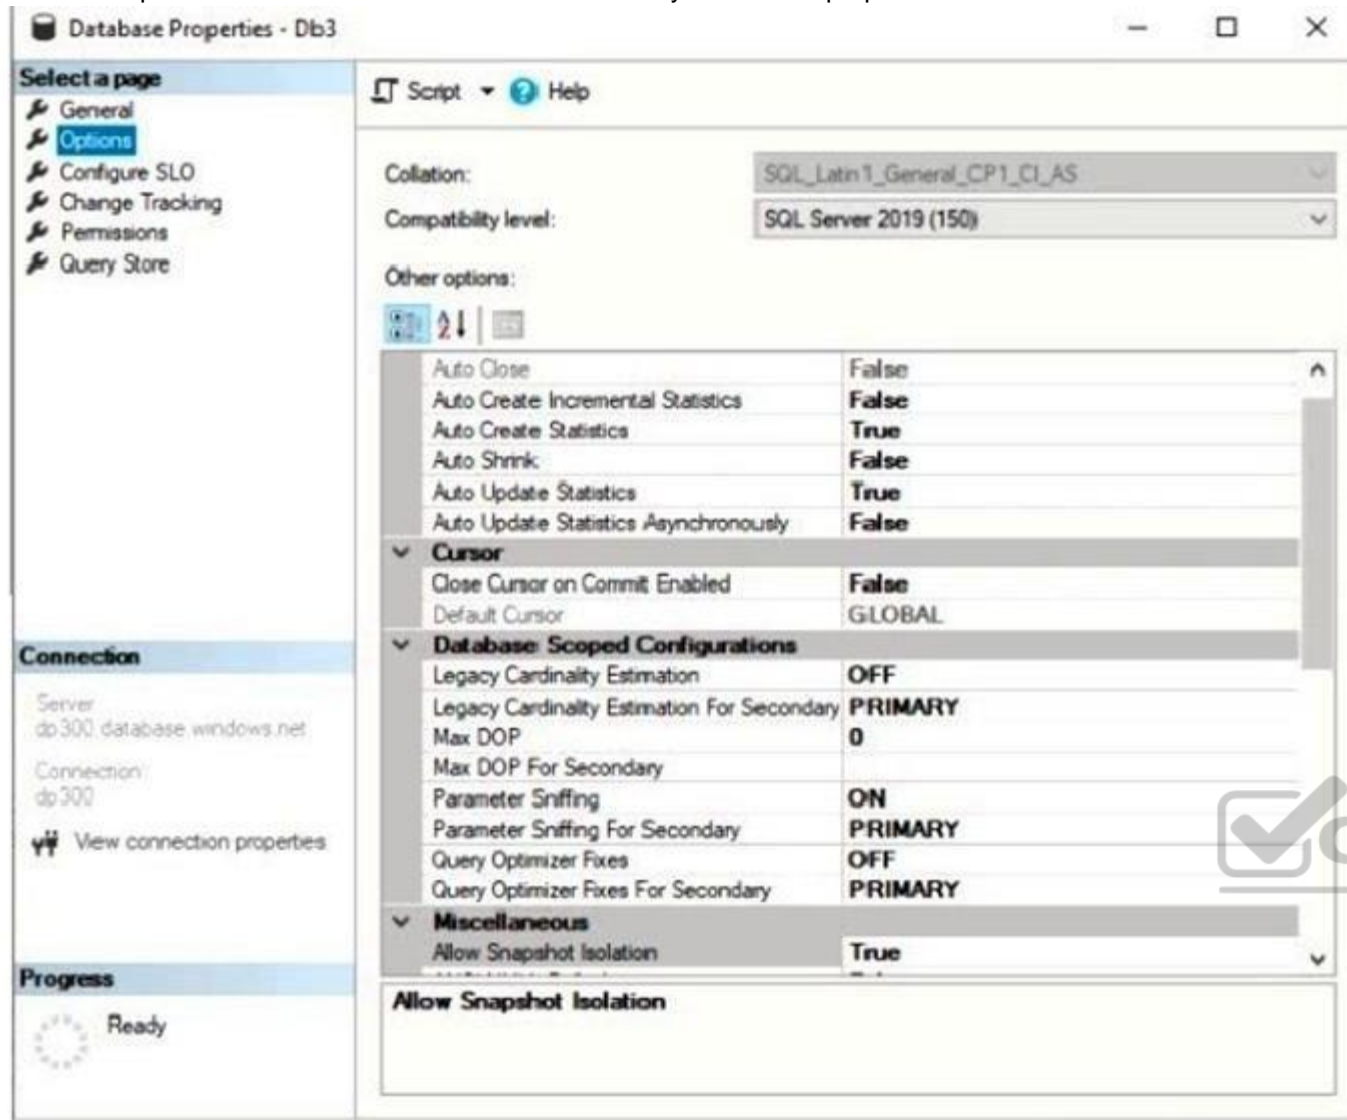 Database Properties - Db3
Select a page
General
Options
Configure SLO
Change Tracking
Permissions
Query Store
Connection
Server
dp300.database.windows.net
Connection:
dp300
View connection properties
Progress
Ready
Script Help
Collation: SQL_Latin1_General_CP1_CI_AS
Compatibility level: SQL Server 2019 (150)
Other options:
Auto Close False
Auto Create Incremental Statistics False
Auto Create Statistics True
Auto Shrink False
Auto Update Statistics True
Auto Update Statistics Asynchronously False
Cursor
Close Cursor on Commit Enabled False
Default Cursor GLOBAL
Database Scoped Configurations
Legacy Cardinality Estimation OFF
Legacy Cardinality Estimation For Secondary PRIMARY
Max DOP 0
Max DOP For Secondary
Parameter Sniffing ON
Parameter Sniffing For Secondary PRIMARY
Query Optimizer Fixes OFF
Query Optimizer Fixes For Secondary PRIMARY
Miscellaneous
Allow Snapshot Isolation True
Allow Snapshot Isolation